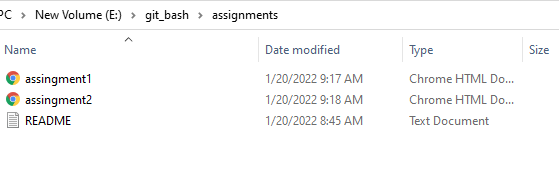 PC > New Volume (E:) > git_bash > assignments
Name Date modified Type Size
assingment1 1/20/2022 9:17 AM Chrome HTML Do...
assingment2 1/20/2022 9:18 AM Chrome HTML Do...
README 1/20/2022 8:45 AM Text Document